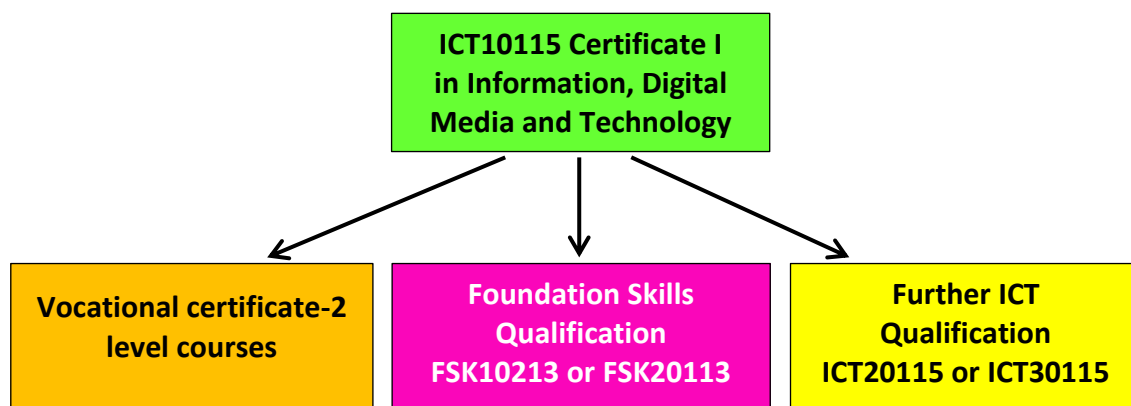 ICT10115 Certificate I
in Information, Digital
Media and Technology
Vocational certificate-2
level courses
Foundation Skills
Qualification
FSK10213 or FSK20113
Further ICT
Qualification
ICT20115 or ICT30115